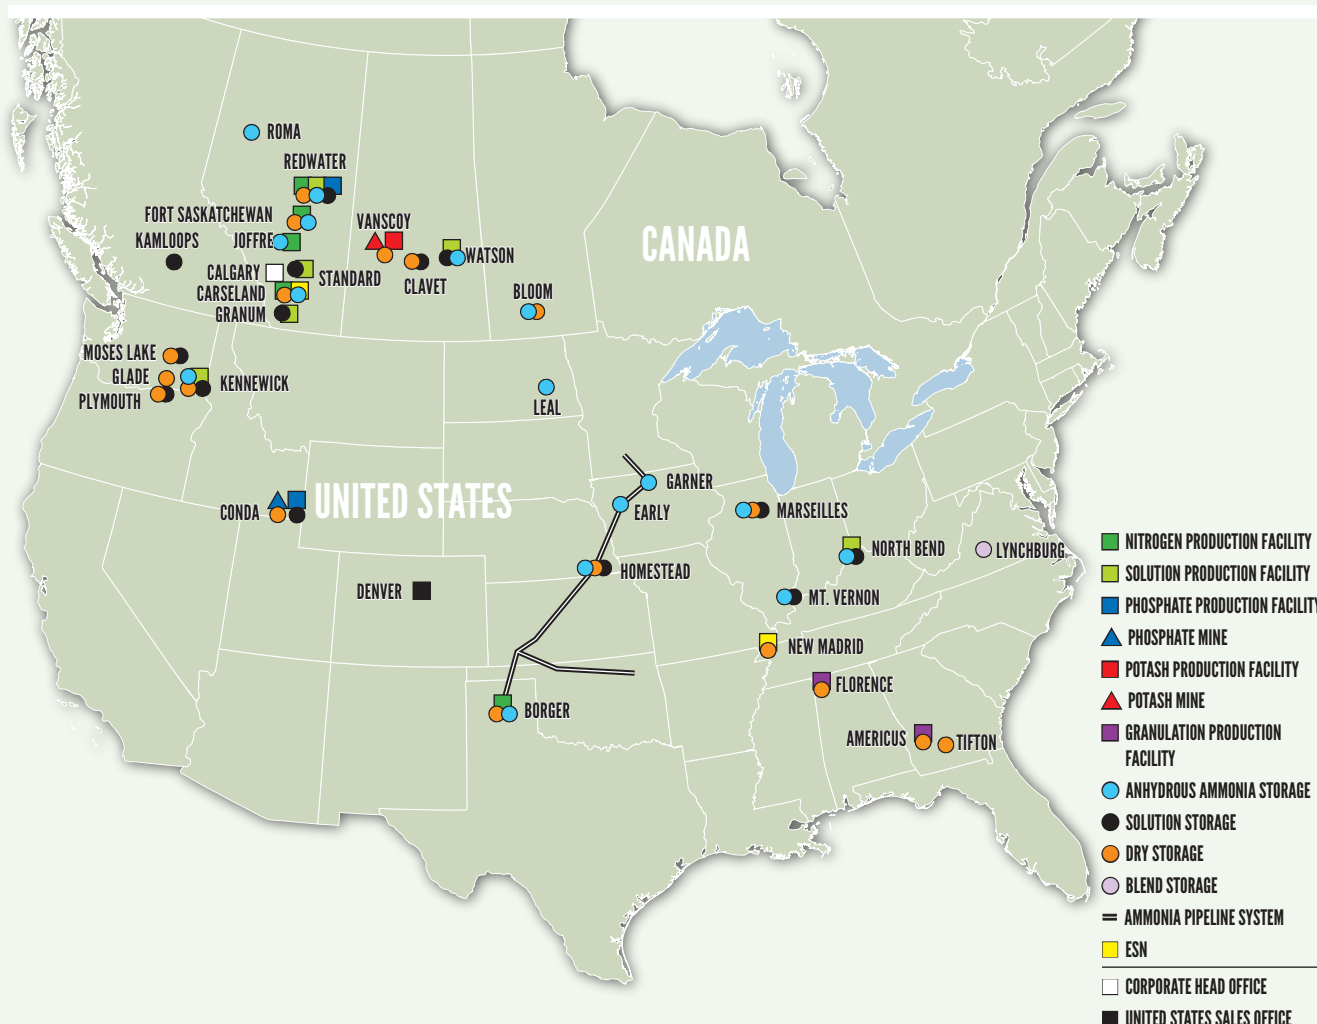 ROMA
REDWATER
FORT SASKATCHEWAN
VANSCOY
KAMLOOPS
JOFFRE
CANADA
WATSON
CALGARY
STANDARD
CLAVET
CARSELAND
BLOOM
GRANUM
MOSES LAKE
GLADE
KENNEWICK
PLYMOUTH
LEAL
GARNER
UNITED STATES
CONDA
EARLY
MARSEILLES
NORTH BEND
LYNCHBURG
HOMESTEAD
DENVER
MT. VERNON
NEW MADRID
FLORENCE
BORGER
AMERICUS
TIFTON
NITROGEN PRODUCTION FACILITY
SOLUTION PRODUCTION FACILITY
PHOSPHATE PRODUCTION FACILITY
PHOSPHATE MINE
POTASH PRODUCTION FACILITY
POTASH MINE
GRANULATION PRODUCTION
FACILITY
ANHYDROUS AMMONIA STORAGE
SOLUTION STORAGE
DRY STORAGE
BLEND STORAGE
AMMONIA PIPELINE SYSTEM
ESN
CORPORATE HEAD OFFICE
UNITED STATES SALES OFFICE